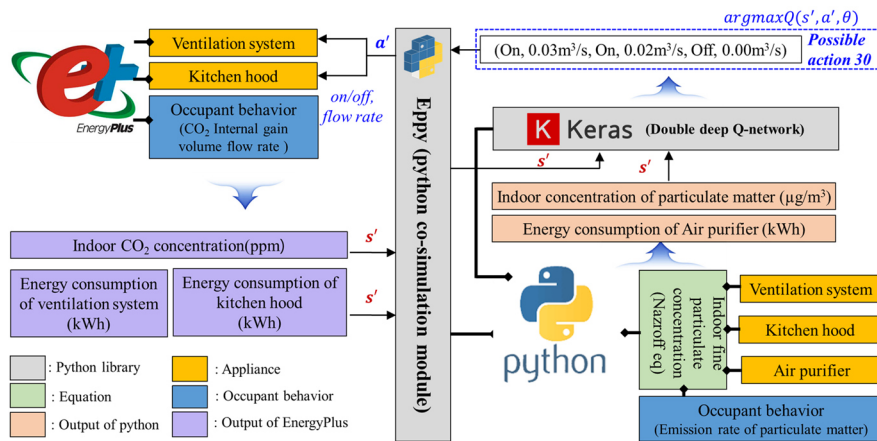 Ventilation system
Kitchen hood
Occupant behavior
(CO₂ Internal gain
volume flow rate )
EnergyPlus
a′
on/off,
flow rate
Eppy (python co-simulation module)
argmaxQ(s′, a′, θ)
(On, 0.03m³/s, On, 0.02m³/s, Off, 0.00m³/s)
Possible
action 30
K Keras (Double deep Q-network)
s′
s′
Indoor concentration of particulate matter (µg/m³)
Energy consumption of Air purifier (kWh)
Indoor CO₂ concentration(ppm)
s′
Energy consumption
of ventilation system
(kWh)
Energy consumption of
kitchen hood
(kWh)
s′
python
Indoor fine
particulate
concentration
(Nazroff eq)
Ventilation system
Kitchen hood
Air purifier
Occupant behavior
(Emission rate of particulate matter)
: Python library
: Appliance
: Equation
: Occupant behavior
: Output of python
: Output of EnergyPlus